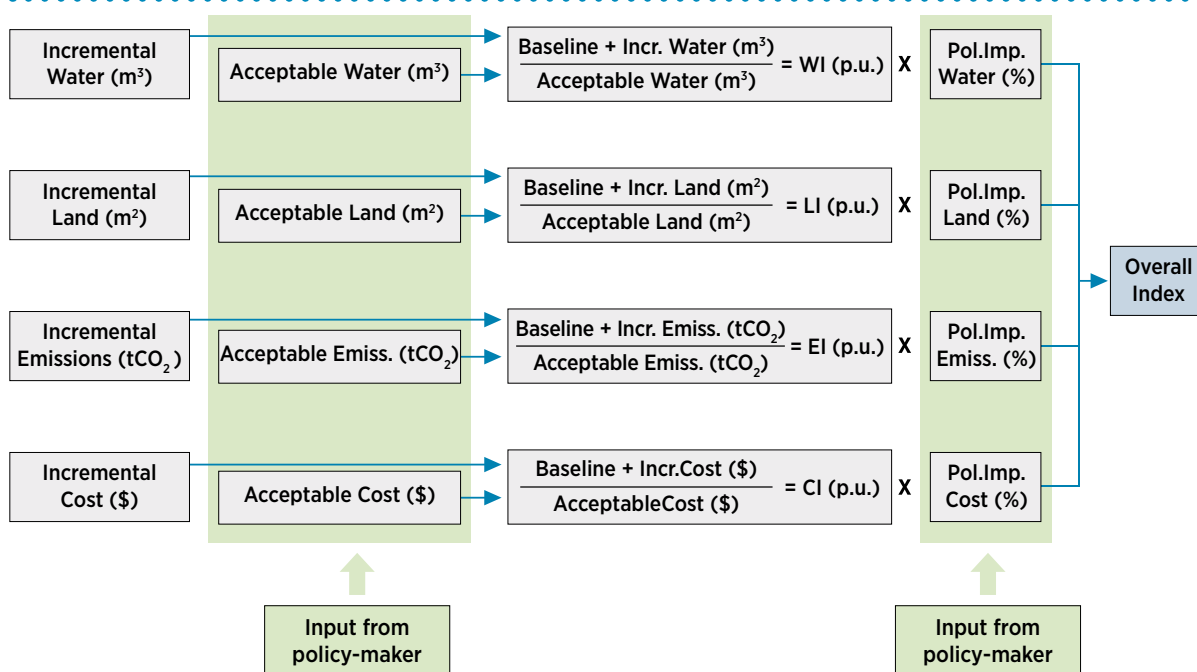 Incremental
Water (m³)
Acceptable Water (m³)
Baseline + Incr. Water (m³)
Acceptable Water (m³)
= WI (p.u.)
X
Pol.Imp.
Water (%)
Incremental
Land (m²)
Acceptable Land (m²)
Baseline + Incr. Land (m²)
Acceptable Land (m²)
= LI (p.u.)
X
Pol.Imp.
Land (%)
Overall
Index
Incremental
Emissions (tCO₂)
Acceptable Emiss. (tCO₂)
Baseline + Incr. Emiss. (tCO₂)
Acceptable Emiss. (tCO₂)
= EI (p.u.)
X
Pol.Imp.
Emiss. (%)
Incremental
Cost ($)
Acceptable Cost ($)
Baseline + Incr.Cost ($)
AcceptableCost ($)
= CI (p.u.)
X
Pol.Imp.
Cost (%)
Input from
policy-maker
Input from
policy-maker